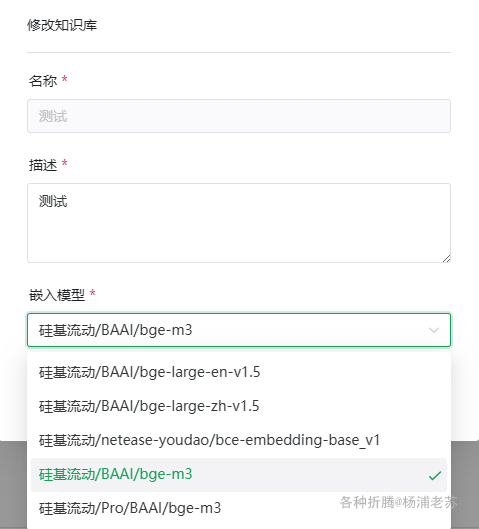 修改知识库
名称 *
测试
描述 *
测试
嵌入模型 *
硅基流动/BAAI/bge-m3
硅基流动/BAAI/bge-large-en-v1.5
硅基流动/BAAI/bge-large-zh-v1.5
硅基流动/netease-youdao/bce-embedding-base_v1
硅基流动/BAAI/bge-m3
硅基流动/Pro/BAAI/bge-m3
各种折腾@杨浦老苏